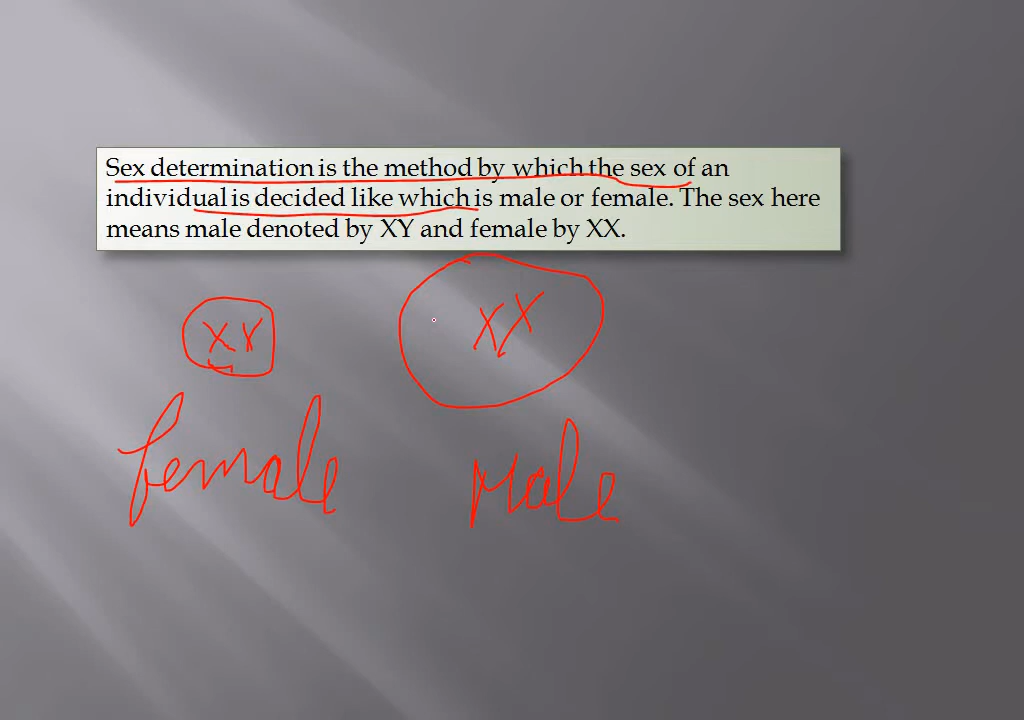 Sex determination is the method by which the sex of an
individual is decided like which is male or female. The sex here
means male denoted by XY and female by XX.
XY XX
female Male